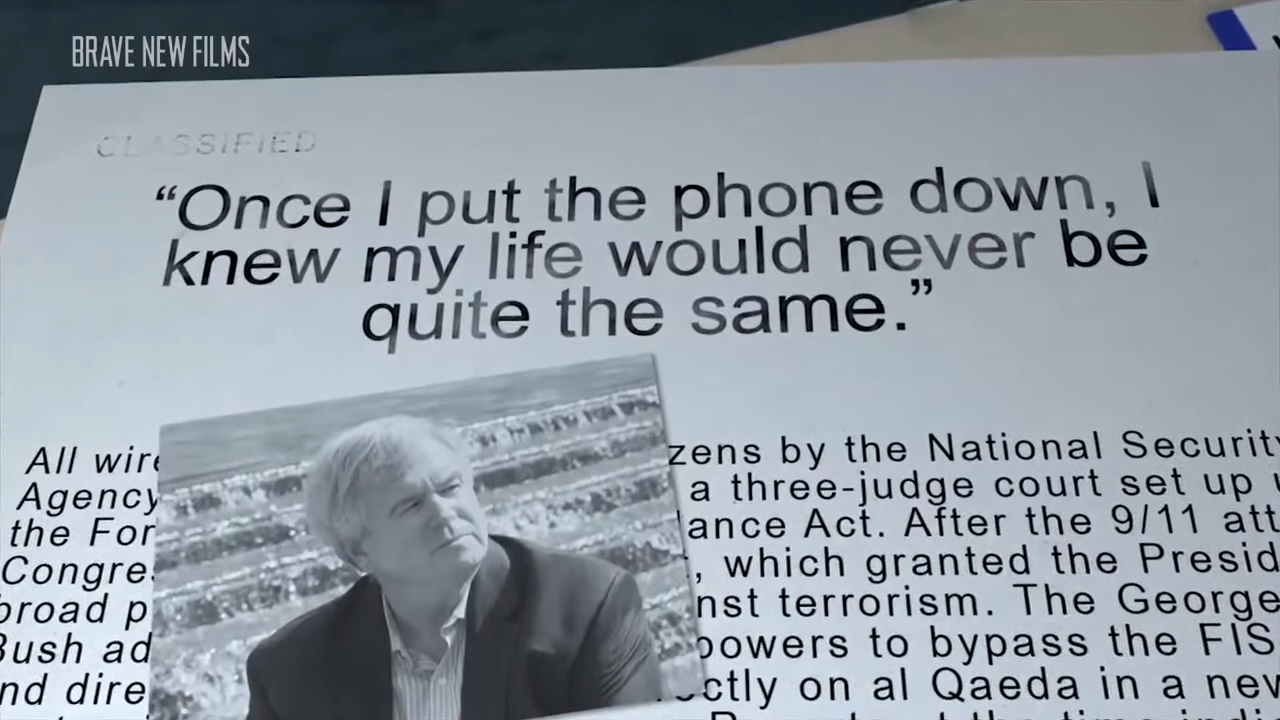 BRAVE NEW FILMS
CLASSIFIED
“Once I put the phone down, I
knew my life would never be
quite the same.”
All wire zens by the National Security
Agency a three-judge court set up
the For lance Act. After the 9/11 att
Congre , which granted the Presid
broad p nst terrorism. The George
Bush ad powers to bypass the FIS
nd dire ctly on al Qaeda in a new